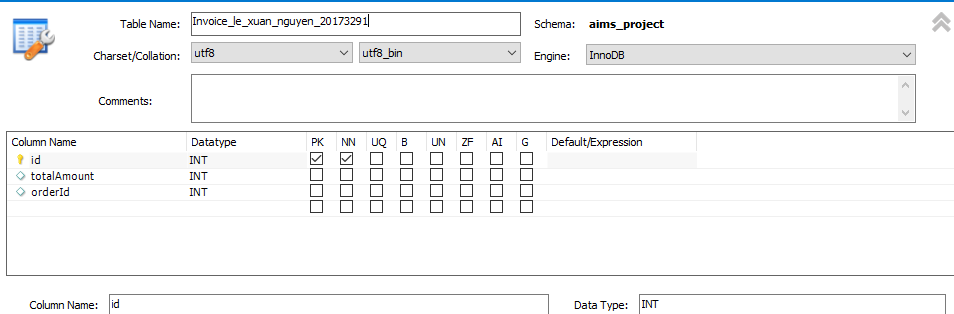 Table Name: Invoice_le_xuan_nguyen_20173291 Schema: aims_project
Charset/Collation: utf8 utf8_bin Engine: InnoDB
Comments:
Column Name Datatype PK NN UQ B UN ZF AI G Default/Expression
id INT
totalAmount INT
orderId INT
Column Name: id Data Type: INT